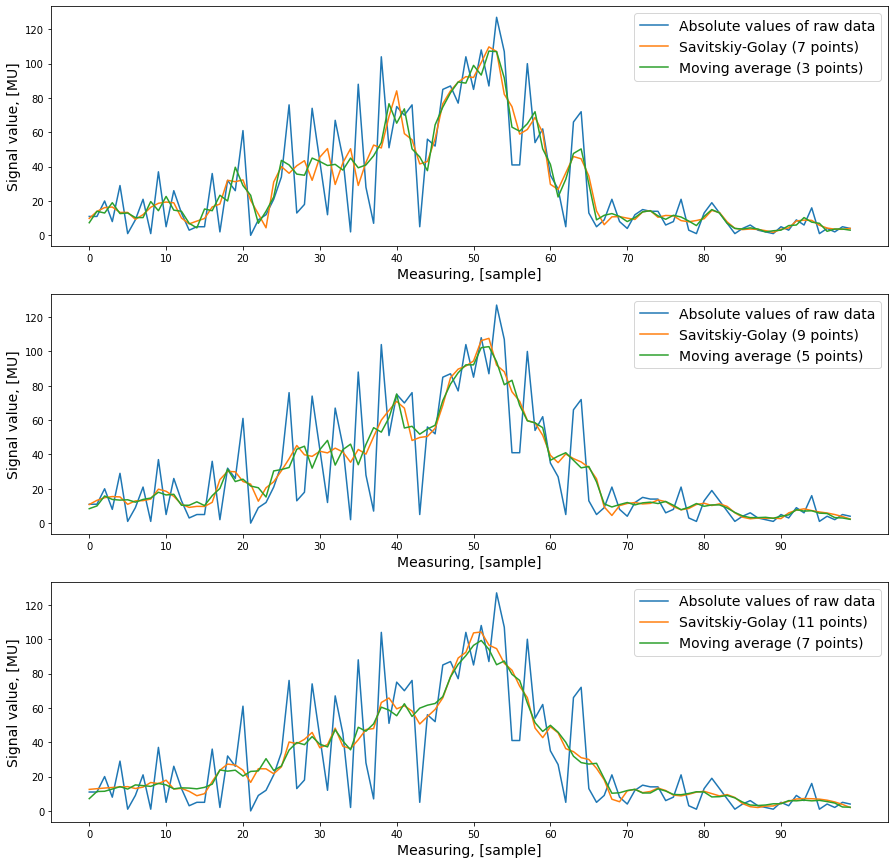 Absolute values of raw data
Savitskiy-Golay (7 points)
Moving average (3 points)
Signal value, [MU]
120
100
80
60
40
20
0
0 10 20 30 40 50 60 70 80 90
Measuring, [sample]
Absolute values of raw data
Savitskiy-Golay (9 points)
Moving average (5 points)
Signal value, [MU]
120
100
80
60
40
20
0
0 10 20 30 40 50 60 70 80 90
Measuring, [sample]
Absolute values of raw data
Savitskiy-Golay (11 points)
Moving average (7 points)
Signal value, [MU]
120
100
80
60
40
20
0
0 10 20 30 40 50 60 70 80 90
Measuring, [sample]